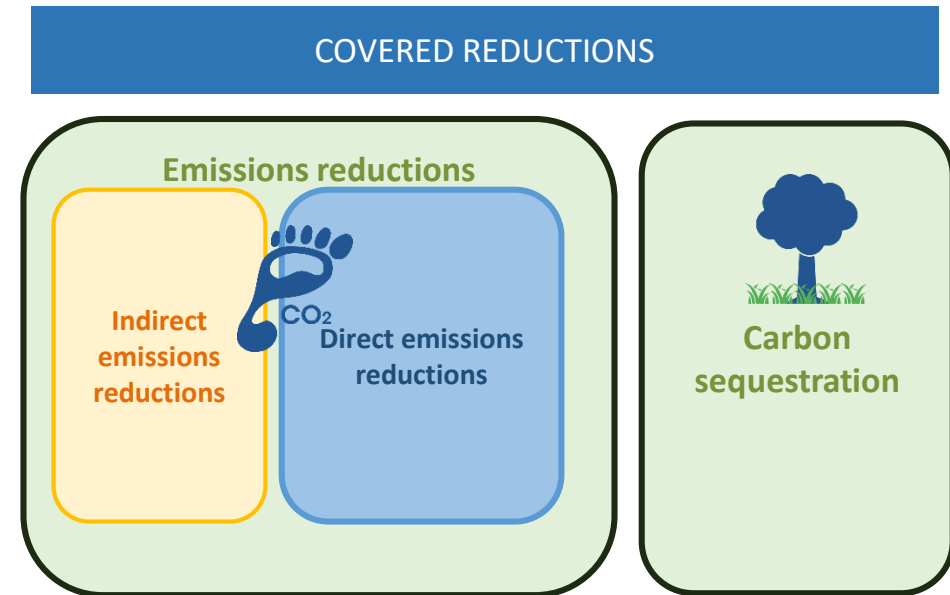 COVERED REDUCTIONS
Emissions reductions
Indirect
emissions
reductions
CO₂
Direct emissions
reductions
Carbon
sequestration